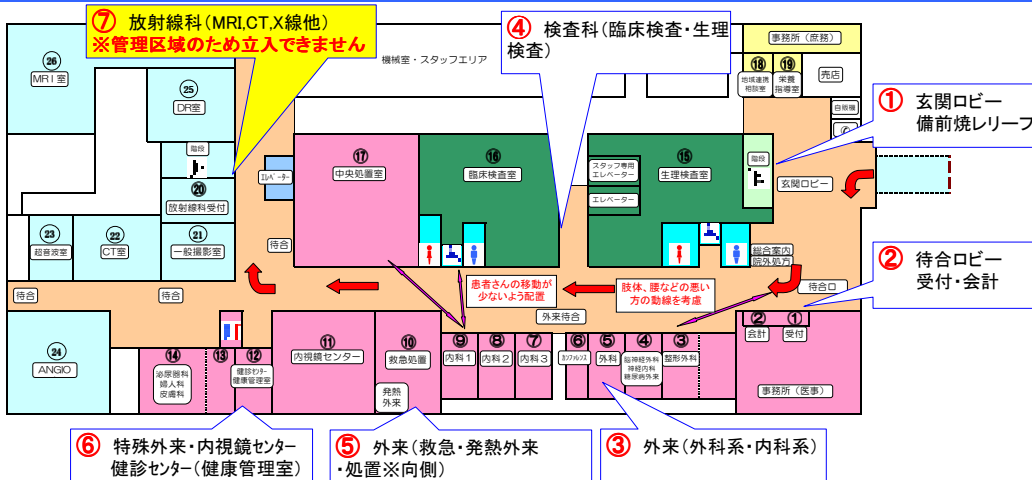 ⑦ 放射線科(MRI,CT,X線他)
※管理区域のため立入できません
④ 検査科(臨床検査・生理
検査)
機械室・スタッフエリア
事務所(庶務)
⑱
地域連携
相談室
⑲
栄養
指導室
売店
自販機
① 玄関ロビー
備前焼レリーフ
㉖
MRI室
㉕
DR室
階段
⑳
放射線科受付
㉓
超音波室
㉒
CT室
㉑
一般撮影室
エレベーター
待合
⑰
中央処置室
⑯
臨床検査室
スタッフ専用
エレベーター
エレベーター
⑮
生理検査室
階段
玄関ロビー
総合案内
院外処方
② 待合ロビー
受付・会計
待合
待合
患者さんの移動が
少ないよう配置
肢体、腰などの悪い
方の動線を考慮
待合ロ
外来待合
㉔
ANGIO
⑭
泌尿器科
婦人科
皮膚科
⑬
⑫
健診センター
健康管理室
⑪
内視鏡センター
⑩
救急処置
発熱
外来
⑨
内科1
⑧
内科2
⑦
内科3
⑥
カンファレンス
⑤
外科
④
脳神経外科
神経内科
糖尿病外来
③
整形外科
②
会計
①
受付
事務所(医事)
⑥ 特殊外来・内視鏡センター
健診センター(健康管理室)
⑤ 外来(救急・発熱外来
・処置※向側)
③ 外来(外科系・内科系)